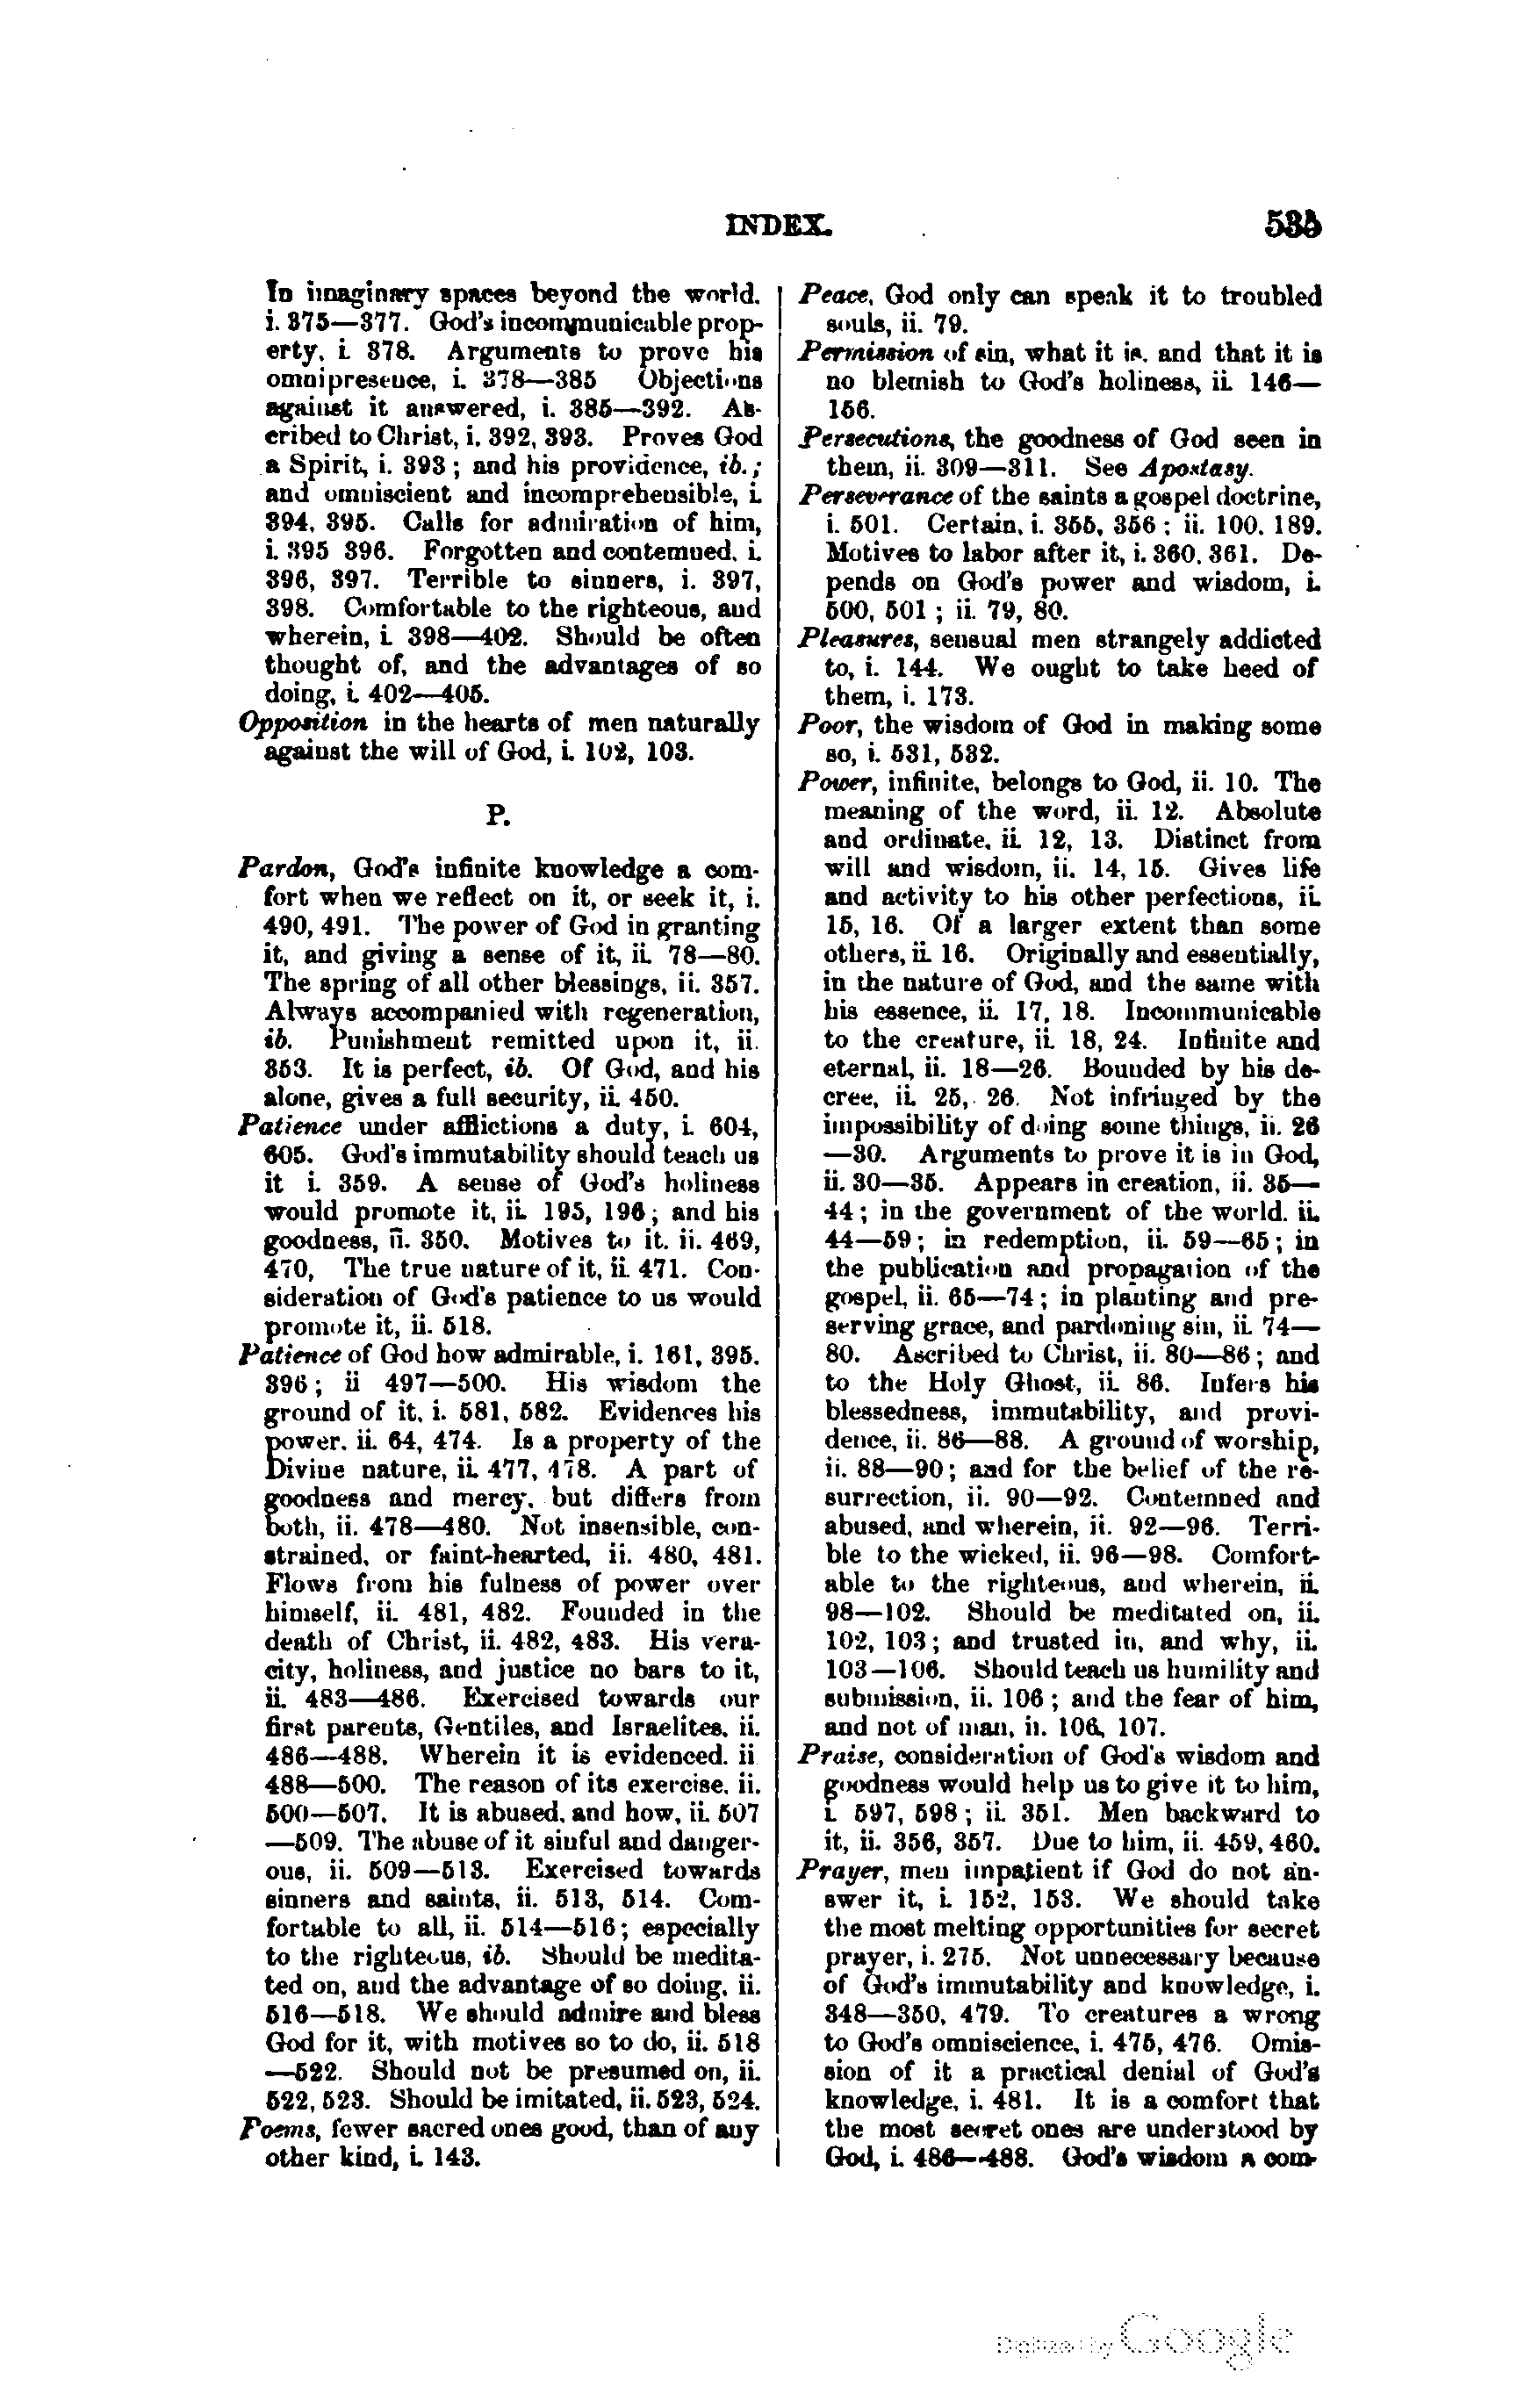 INDEX.
535
In imaginary spaces beyond the world.
i. 375—377. God's incommunicable prop-
erty, i. 378. Arguments to prove his
omnipresence, i. 378—385 Objections
against it answered, i. 385—392. As-
cribed to Christ, i. 392, 393. Proves God
a Spirit, i. 393; and his providence, ib.;
and omniscient and incomprehensible, i.
394, 395. Calls for admiration of him,
i. 395 396. Forgotten and contemned, i.
396, 397. Terrible to sinners, i. 397,
398. Comfortable to the righteous, and
wherein, i. 398—402. Should be often
thought of, and the advantages of so
doing, i. 402—405.
Opposition in the hearts of men naturally
against the will of God, i. 102, 103.
P.
Pardon, God's infinite knowledge a com-
fort when we reflect on it, or seek it, i.
490, 491. The power of God in granting
it, and giving a sense of it, ii. 78—80.
The spring of all other blessings, ii. 357.
Always accompanied with regeneration,
ib. Punishment remitted upon it, ii.
353. It is perfect, ib. Of God, and his
alone, gives a full security, ii. 450.
Patience under afflictions a duty, i. 604,
605. God's immutability should teach us
it i. 359. A sense of God's holiness
would promote it, ii. 195, 196; and his
goodness, ii. 350. Motives to it. ii. 469,
470, The true nature of it, ii. 471. Con-
sideration of God's patience to us would
promote it, ii. 518.
Patience of God how admirable, i. 161, 395.
396; ii 497—500. His wisdom the
ground of it, i. 581, 582. Evidences his
power. ii. 64, 474. Is a property of the
Divine nature, ii. 477, 478. A part of
goodness and mercy, but differs from
both, ii. 478—480. Not insensible, con-
strained, or faint-hearted, ii. 480, 481.
Flows from his fulness of power over
himself, ii. 481, 482. Founded in the
death of Christ, ii. 482, 483. His vera-
city, holiness, and justice no bars to it,
ii. 483—486. Exercised towards our
first parents, Gentiles, and Israelites. ii.
486—488. Wherein it is evidenced. ii
488—500. The reason of its exercise. ii.
500—507. It is abused, and how, ii. 507
—509. The abuse of it sinful and danger-
ous, ii. 509—513. Exercised towards
sinners and saints, ii. 513, 514. Com-
fortable to all, ii. 514—516; especially
to the righteous, ib. Should be medita-
ted on, and the advantage of so doing, ii.
516—518. We should admire and bless
God for it, with motives so to do, ii. 518
—522. Should not be presumed on, ii.
522, 523. Should be imitated, ii. 523, 524.
Poems, fewer sacred ones good, than of any
other kind, i. 143.
Peace, God only can speak it to troubled
souls, ii. 79.
Permission of sin, what it is, and that it is
no blemish to God's holiness, ii. 146—
156.
Persecutions, the goodness of God seen in
them, ii. 309—311. See Apostasy.
Perseverance of the saints a gospel doctrine,
i. 501. Certain, i. 355, 356; ii. 100. 189.
Motives to labor after it, i. 360. 361. De-
pends on God's power and wisdom, i.
500, 501; ii. 79, 80.
Pleasures, sensual men strangely addicted
to, i. 144. We ought to take heed of
them, i. 173.
Poor, the wisdom of God in making some
so, i. 531, 532.
Power, infinite, belongs to God, ii. 10. The
meaning of the word, ii. 12. Absolute
and ordinate, ii. 12, 13. Distinct from
will and wisdom, ii. 14, 15. Gives life
and activity to his other perfections, ii.
15, 16. Of a larger extent than some
others, ii. 16. Originally and essentially,
in the nature of God, and the same with
his essence, ii. 17, 18. Incommunicable
to the creature, ii. 18, 24. Infinite and
eternal, ii. 18—26. Bounded by his de-
cree, ii. 25, 26. Not infringed by the
impossibility of doing some things, ii. 26
—30. Arguments to prove it is in God,
ii. 30—35. Appears in creation, ii. 35—
44; in the government of the world. ii.
44—59; in redemption, ii. 59—65; in
the publication and propagation of the
gospel, ii. 65—74; in planting and pre-
serving grace, and pardoning sin, ii. 74—
80. Ascribed to Christ, ii. 80—86; and
to the Holy Ghost, ii. 86. Infers his
blessedness, immutability, and provi-
dence, ii. 86—88. A ground of worship,
ii. 88—90; and for the belief of the re-
surrection, ii. 90—92. Contemned and
abused, and wherein, ii. 92—96. Terri-
ble to the wicked, ii. 96—98. Comfort-
able to the righteous, and wherein, ii.
98—102. Should be meditated on, ii.
102, 103; and trusted in, and why, ii.
103—106. Should teach us humility and
submission, ii. 106; and the fear of him,
and not of man, ii. 106, 107.
Praise, consideration of God's wisdom and
goodness would help us to give it to him,
i. 597, 598; ii. 351. Men backward to
it, ii. 356, 357. Due to him, ii. 459, 460.
Prayer, men impatient if God do not an-
swer it, i. 152, 153. We should take
the most melting opportunities for secret
prayer, i. 275. Not unnecessary because
of God's immutability and knowledge, i.
348—350, 479. To creatures a wrong
to God's omniscience, i. 475, 476. Omis-
sion of it a practical denial of God's
knowledge, i. 481. It is a comfort that
the most secret ones are understood by
God, i. 486—488. God's wisdom a com-
Digitized by Google